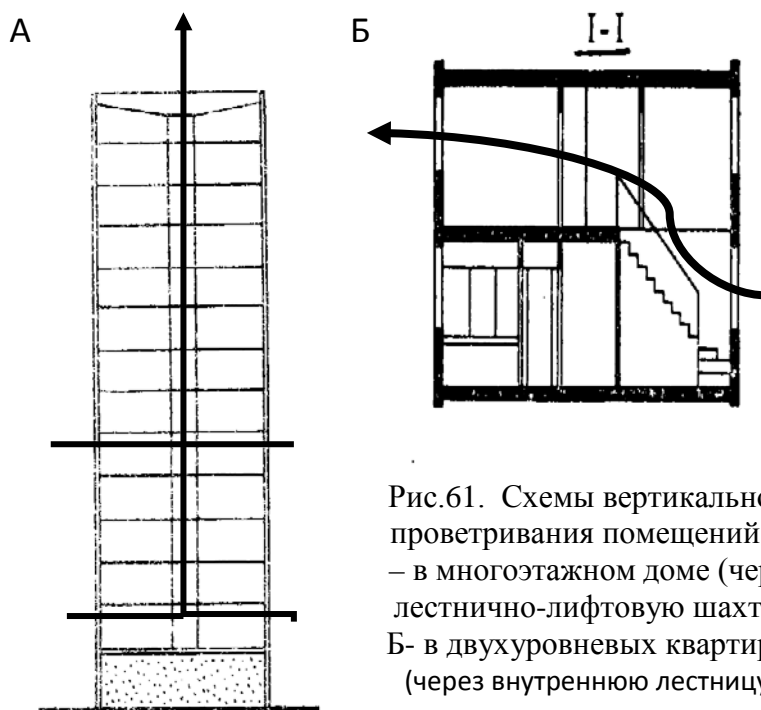 А
Б
I-I
Рис.61. Схемы вертикально
проветривания помещений
– в многоэтажном доме (чер
лестнично-лифтовую шахт
Б- в двухуровневых квартир
(через внутреннюю лестницу